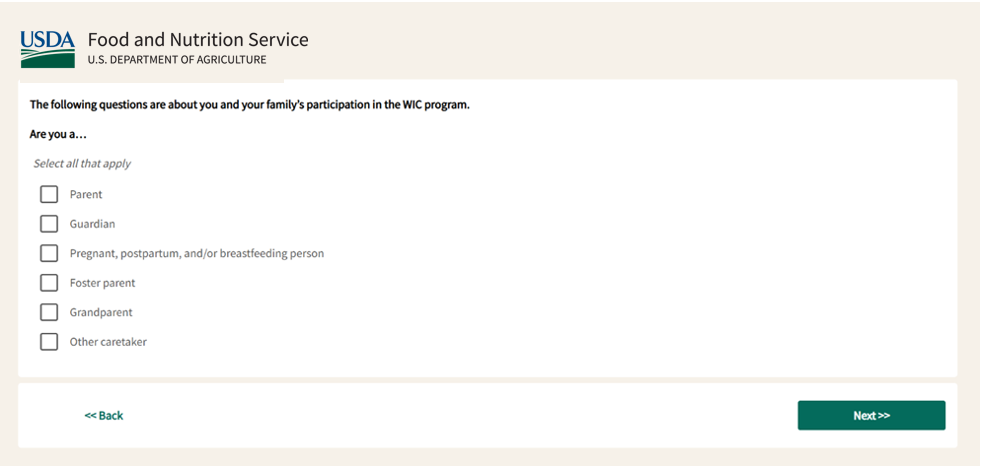 USDA
Food and Nutrition Service
U.S. DEPARTMENT OF AGRICULTURE
The following questions are about you and your family's participation in the WIC program.
Are you a...
Select all that apply
Parent
Guardian
Pregnant, postpartum, and/or breastfeeding person
Foster parent
Grandparent
Other caretaker
<< Back
Next >>